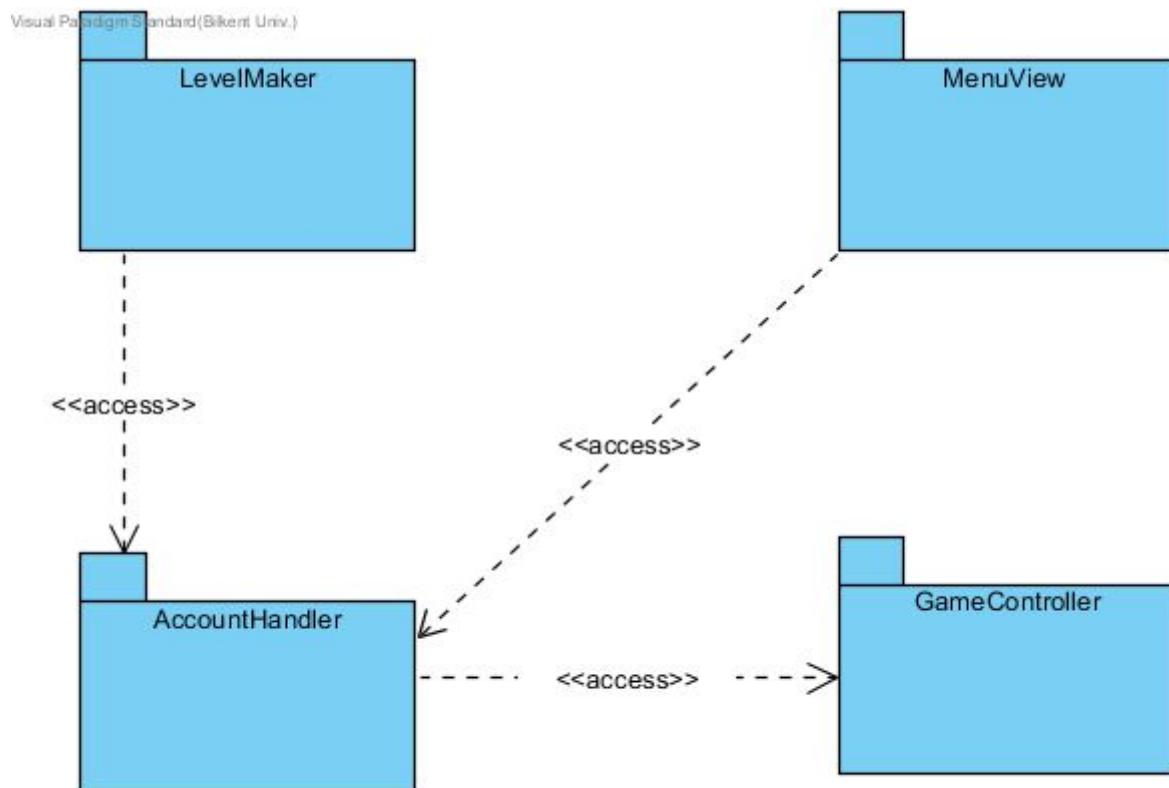 Visual Paradigm Standard(Bilkent Univ.)
LevelMaker
MenuView
<<access>>
<<access>>
AccountHandler
GameController
<<access>>